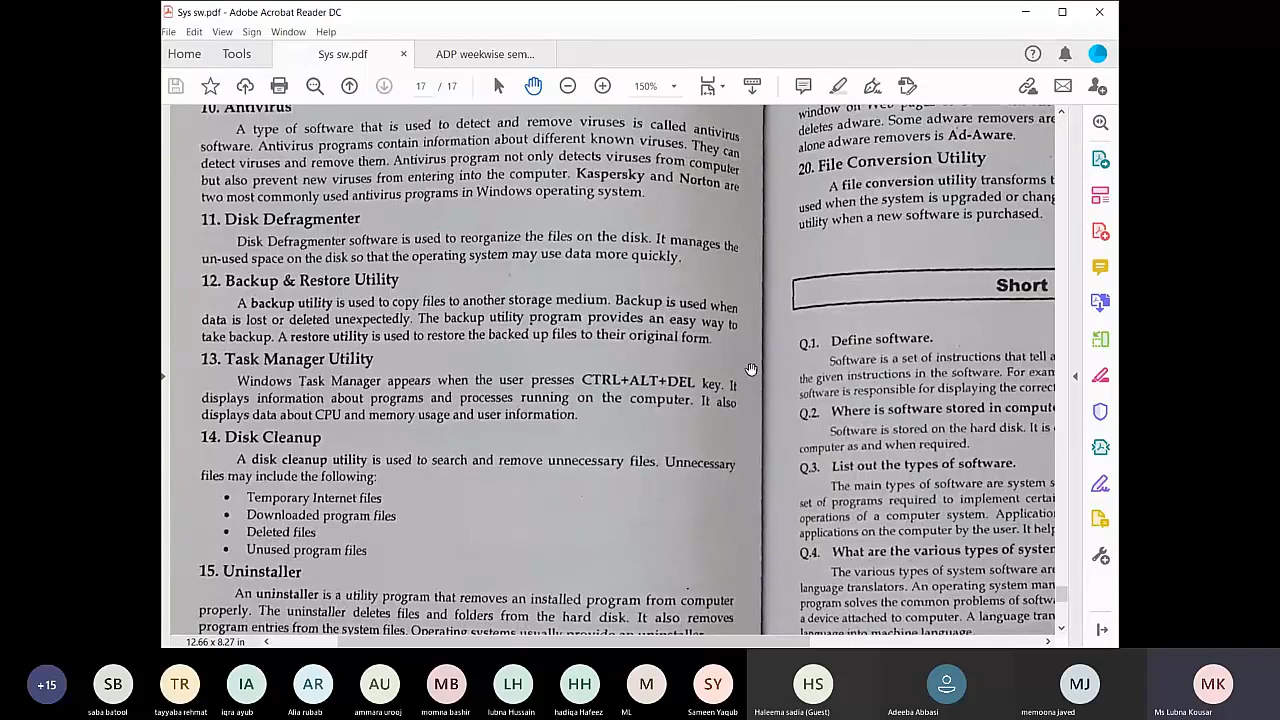 Sys sw.pdf - Adobe Acrobat Reader DC
File Edit View Sign Window Help
Home Tools Sys sw.pdf × ADP weekwise sem...
17 / 17 150%
10. Antivirus
A type of software that is used to detect and remove viruses is called antivirus
software. Antivirus programs contain information about different known viruses. They can
detect viruses and remove them. Antivirus program not only detects viruses from computer
but also prevent new viruses from entering into the computer. Kaspersky and Norton are
two most commonly used antivirus programs in Windows operating system.
11. Disk Defragmenter
Disk Defragmenter software is used to reorganize the files on the disk. It manages the
un-used space on the disk so that the operating system may use data more quickly.
12. Backup & Restore Utility
A backup utility is used to copy files to another storage medium. Backup is used when
data is lost or deleted unexpectedly. The backup utility program provides an easy way to
take backup. A restore utility is used to restore the backed up files to their original form.
13. Task Manager Utility
Windows Task Manager appears when the user presses CTRL+ALT+DEL key. It
displays information about programs and processes running on the computer. It also
displays data about CPU and memory usage and user information.
14. Disk Cleanup
A disk cleanup utility is used to search and remove unnecessary files. Unnecessary
files may include the following:
• Temporary Internet files
• Downloaded program files
• Deleted files
• Unused program files
15. Uninstaller
An uninstaller is a utility program that removes an installed program from computer
properly. The uninstaller deletes files and folders from the hard disk. It also removes
program entries from the system files. Operating systems usually provide an uninstaller
window on Web pages
deletes adware. Some adware removers are
alone adware removers is Ad-Aware.
20. File Conversion Utility
A file conversion utility transforms t
used when the system is upgraded or chang
utility when a new software is purchased.
Short
Q.1. Define software.
Software is a set of instructions that tell a
the given instructions in the software. For exam
software is responsible for displaying the correct
Q.2. Where is software stored in compute
Software is stored on the hard disk. It is
computer as and when required.
Q.3. List out the types of software.
The main types of software are system s
set of programs required to implement certai
operations of a computer system. Application
applications on the computer by the user. It help
Q.4. What are the various types of system
The various types of system software are
language translators. An operating system man
program solves the common problems of softwa
a device attached to computer. A language tran
language into machine language.
12.66 x 8.27 in
+15 SB TR IA AR AU MB LH HH M SY HS MJ MK
saba batool tayyaba rehmat iqra ayub Alia rubab ammara urooj momna bashir lubna Hussain hadiqa Hafeez ML Sameen Yaqub Haleema sadia (Guest) Adeeba Abbasi memoona javed Ms Lubna Kousar